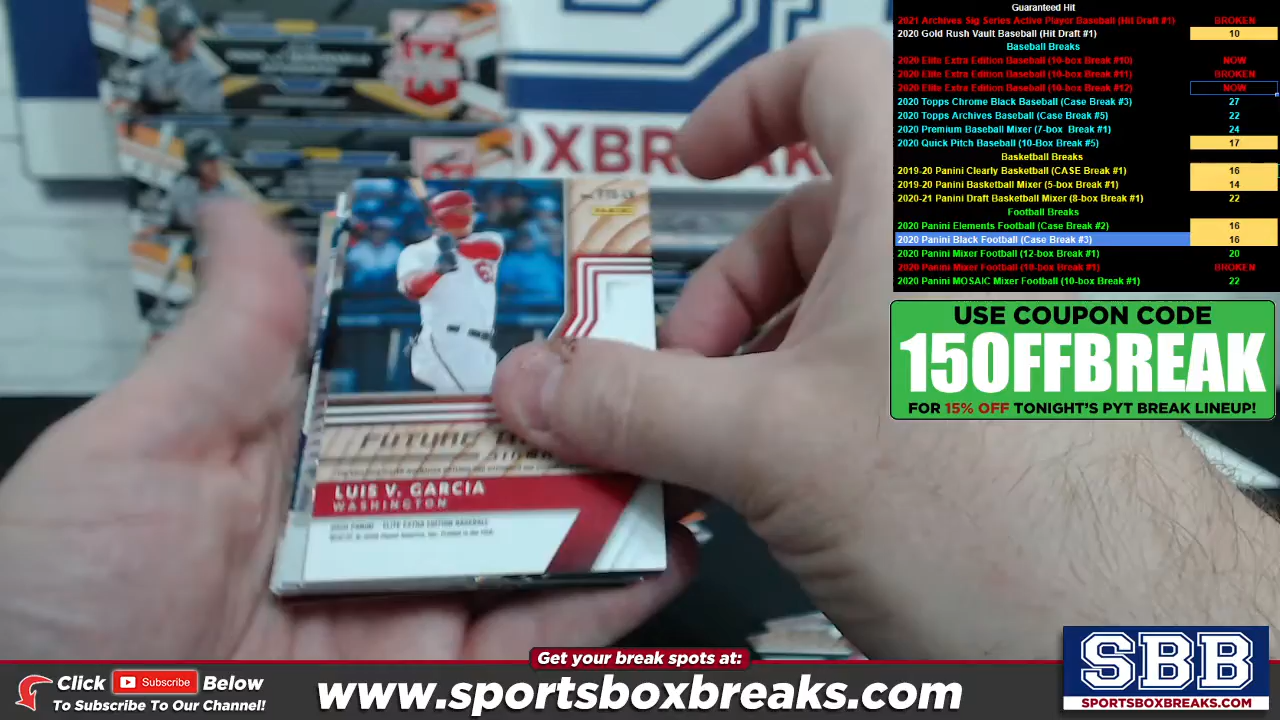 Guaranteed Hit
2021 Archives Sig Series Active Player Baseball (Hit Draft #1) BROKEN
2020 Gold Rush Vault Baseball (Hit Draft #1) 10
Baseball Breaks
2020 Elite Extra Edition Baseball (10-box Break #10) NOW
2020 Elite Extra Edition Baseball (10-box Break #11) BROKEN
2020 Elite Extra Edition Baseball (10-box Break #12) NOW
2020 Topps Chrome Black Baseball (Case Break #3) 27
2020 Topps Archives Baseball (Case Break #5) 22
2020 Premium Baseball Mixer (7-box Break #1) 24
2020 Quick Pitch Baseball (10-Box Break #5) 17
Basketball Breaks
2019-20 Panini Clearly Basketball (CASE Break #1) 16
2019-20 Panini Basketball Mixer (5-box Break #1) 14
2020-21 Panini Draft Basketball Mixer (8-box Break #1) 22
Football Breaks
2020 Panini Elements Football (Case Break #2) 16
2020 Panini Black Football (Case Break #3) 16
2020 Panini Mixer Football (12-box Break #1) 20
2020 Panini Mixer Football (18-box Break #1) BROKEN
2020 Panini MOSAIC Mixer Football (10-box Break #1) 22
USE COUPON CODE
15OFFBREAK
FOR 15% OFF TONIGHT'S PYT BREAK LINEUP!
XBREAK
PANINI
FUTURE
LUIS V. GARCIA
WASHINGTON
2020 PANINI - ELITE EXTRA EDITION BASEBALL
Get your break spots at:
Click Subscribe Below
To Subscribe To Our Channel!
www.sportsboxbreaks.com
SBB
SPORTSBOXBREAKS.COM